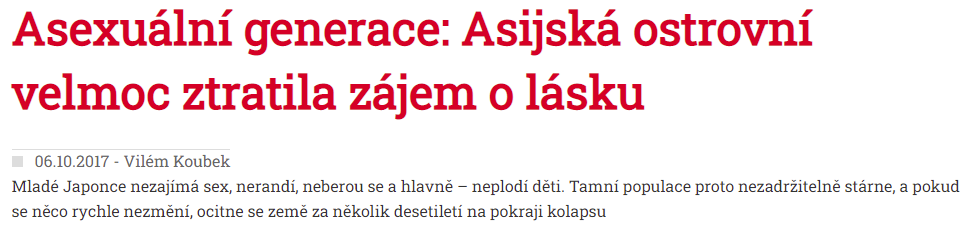 Asexuální generace: Asijská ostrovní
velmoc ztratila zájem o lásku
06.10.2017 - Vilém Koubek
Mladé Japonce nezajímá sex, nerandí, neberou se a hlavně – neplodí děti. Tamní populace proto nezadržitelně stárne, a pokud
se něco rychle nezmění, ocitne se země za několik desetiletí na pokraji kolapsu